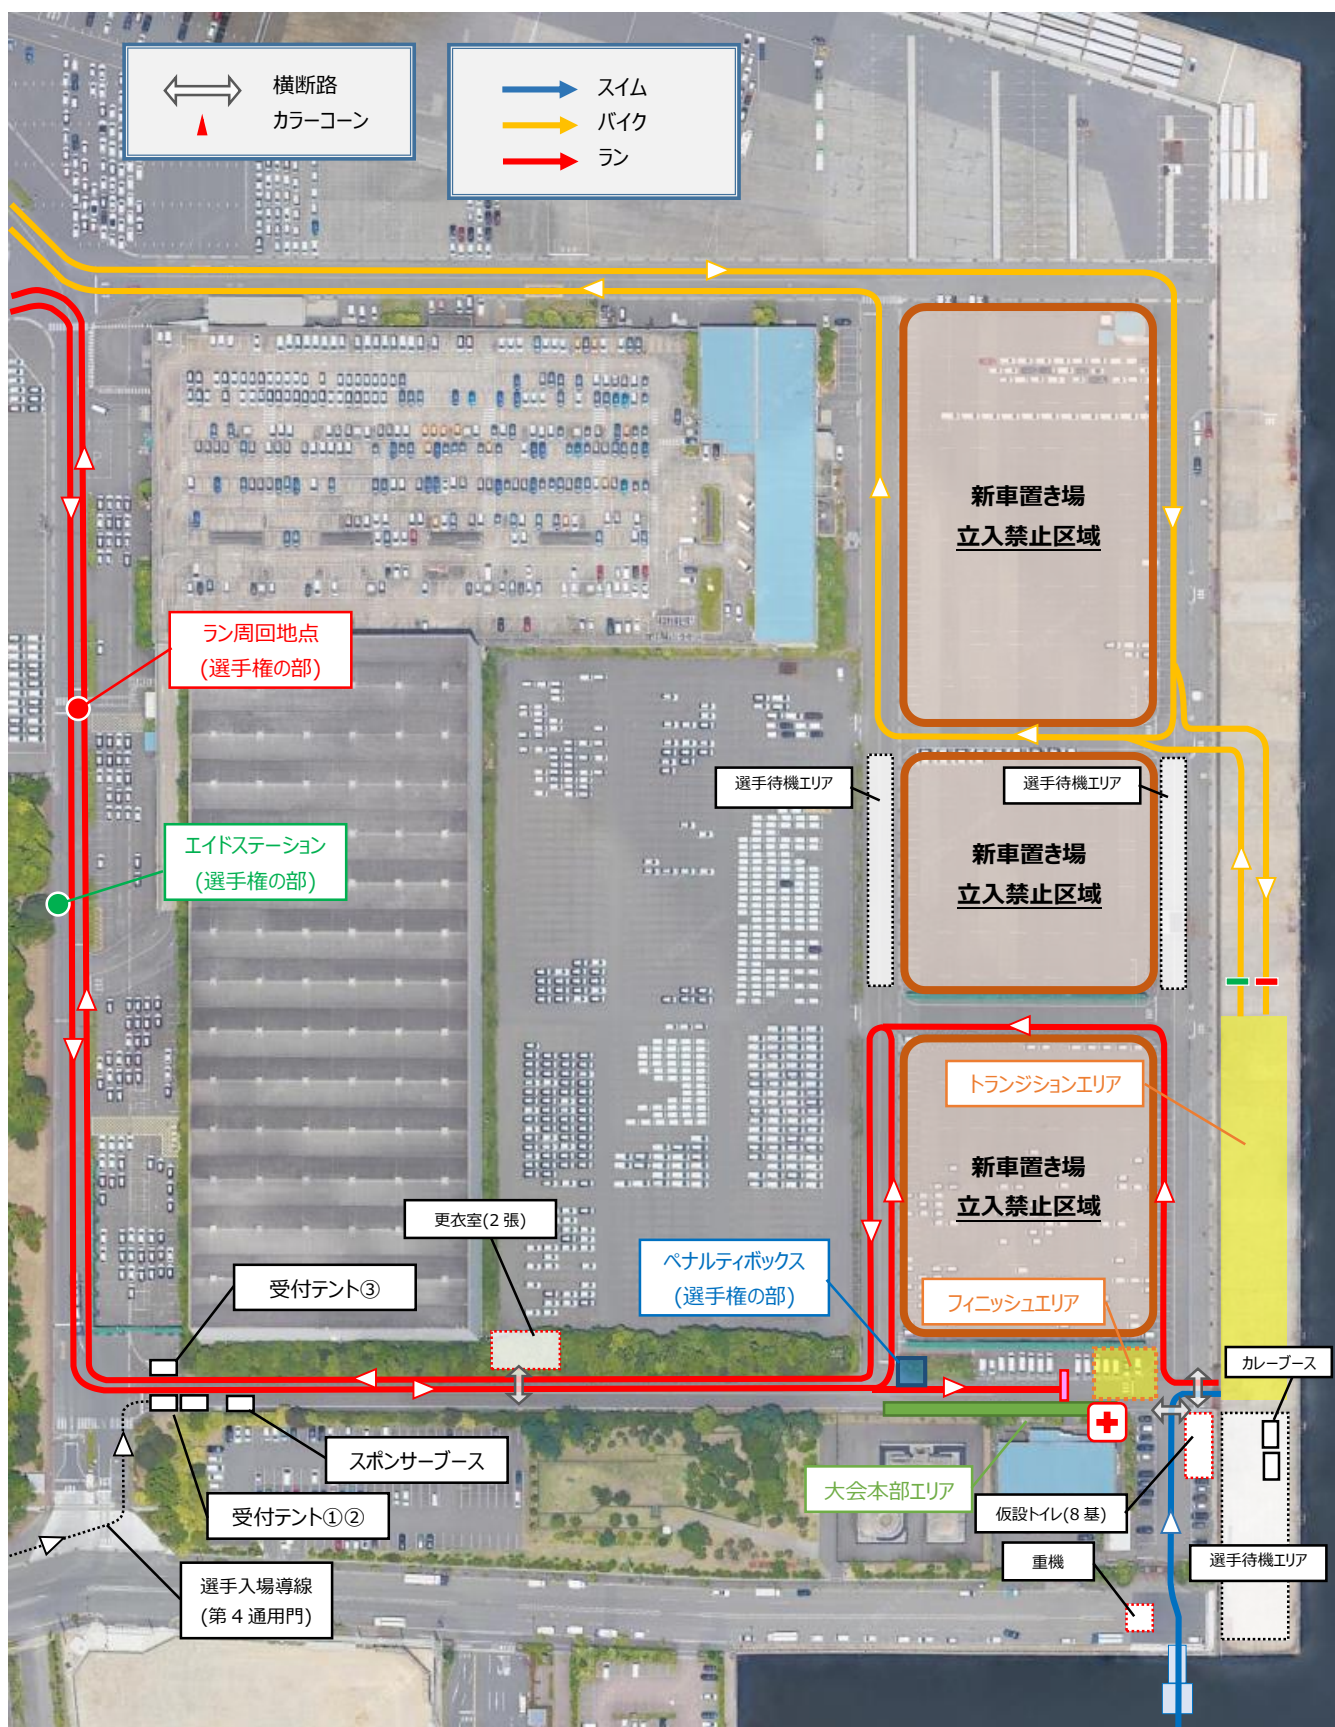 横断路
カラーコーン
スイム
バイク
ラン
新車置き場
立入禁止区域
ラン周回地点
(選手権の部)
選手待機エリア
選手待機エリア
エイドステーション
(選手権の部)
新車置き場
立入禁止区域
トランジションエリア
新車置き場
立入禁止区域
更衣室(2張)
ペナルティボックス
(選手権の部)
受付テント③
フィニッシュエリア
カレーブース
スポンサーブース
大会本部エリア
受付テント①②
仮設トイレ(8基)
重機
選手待機エリア
選手入場導線
(第4通用門)